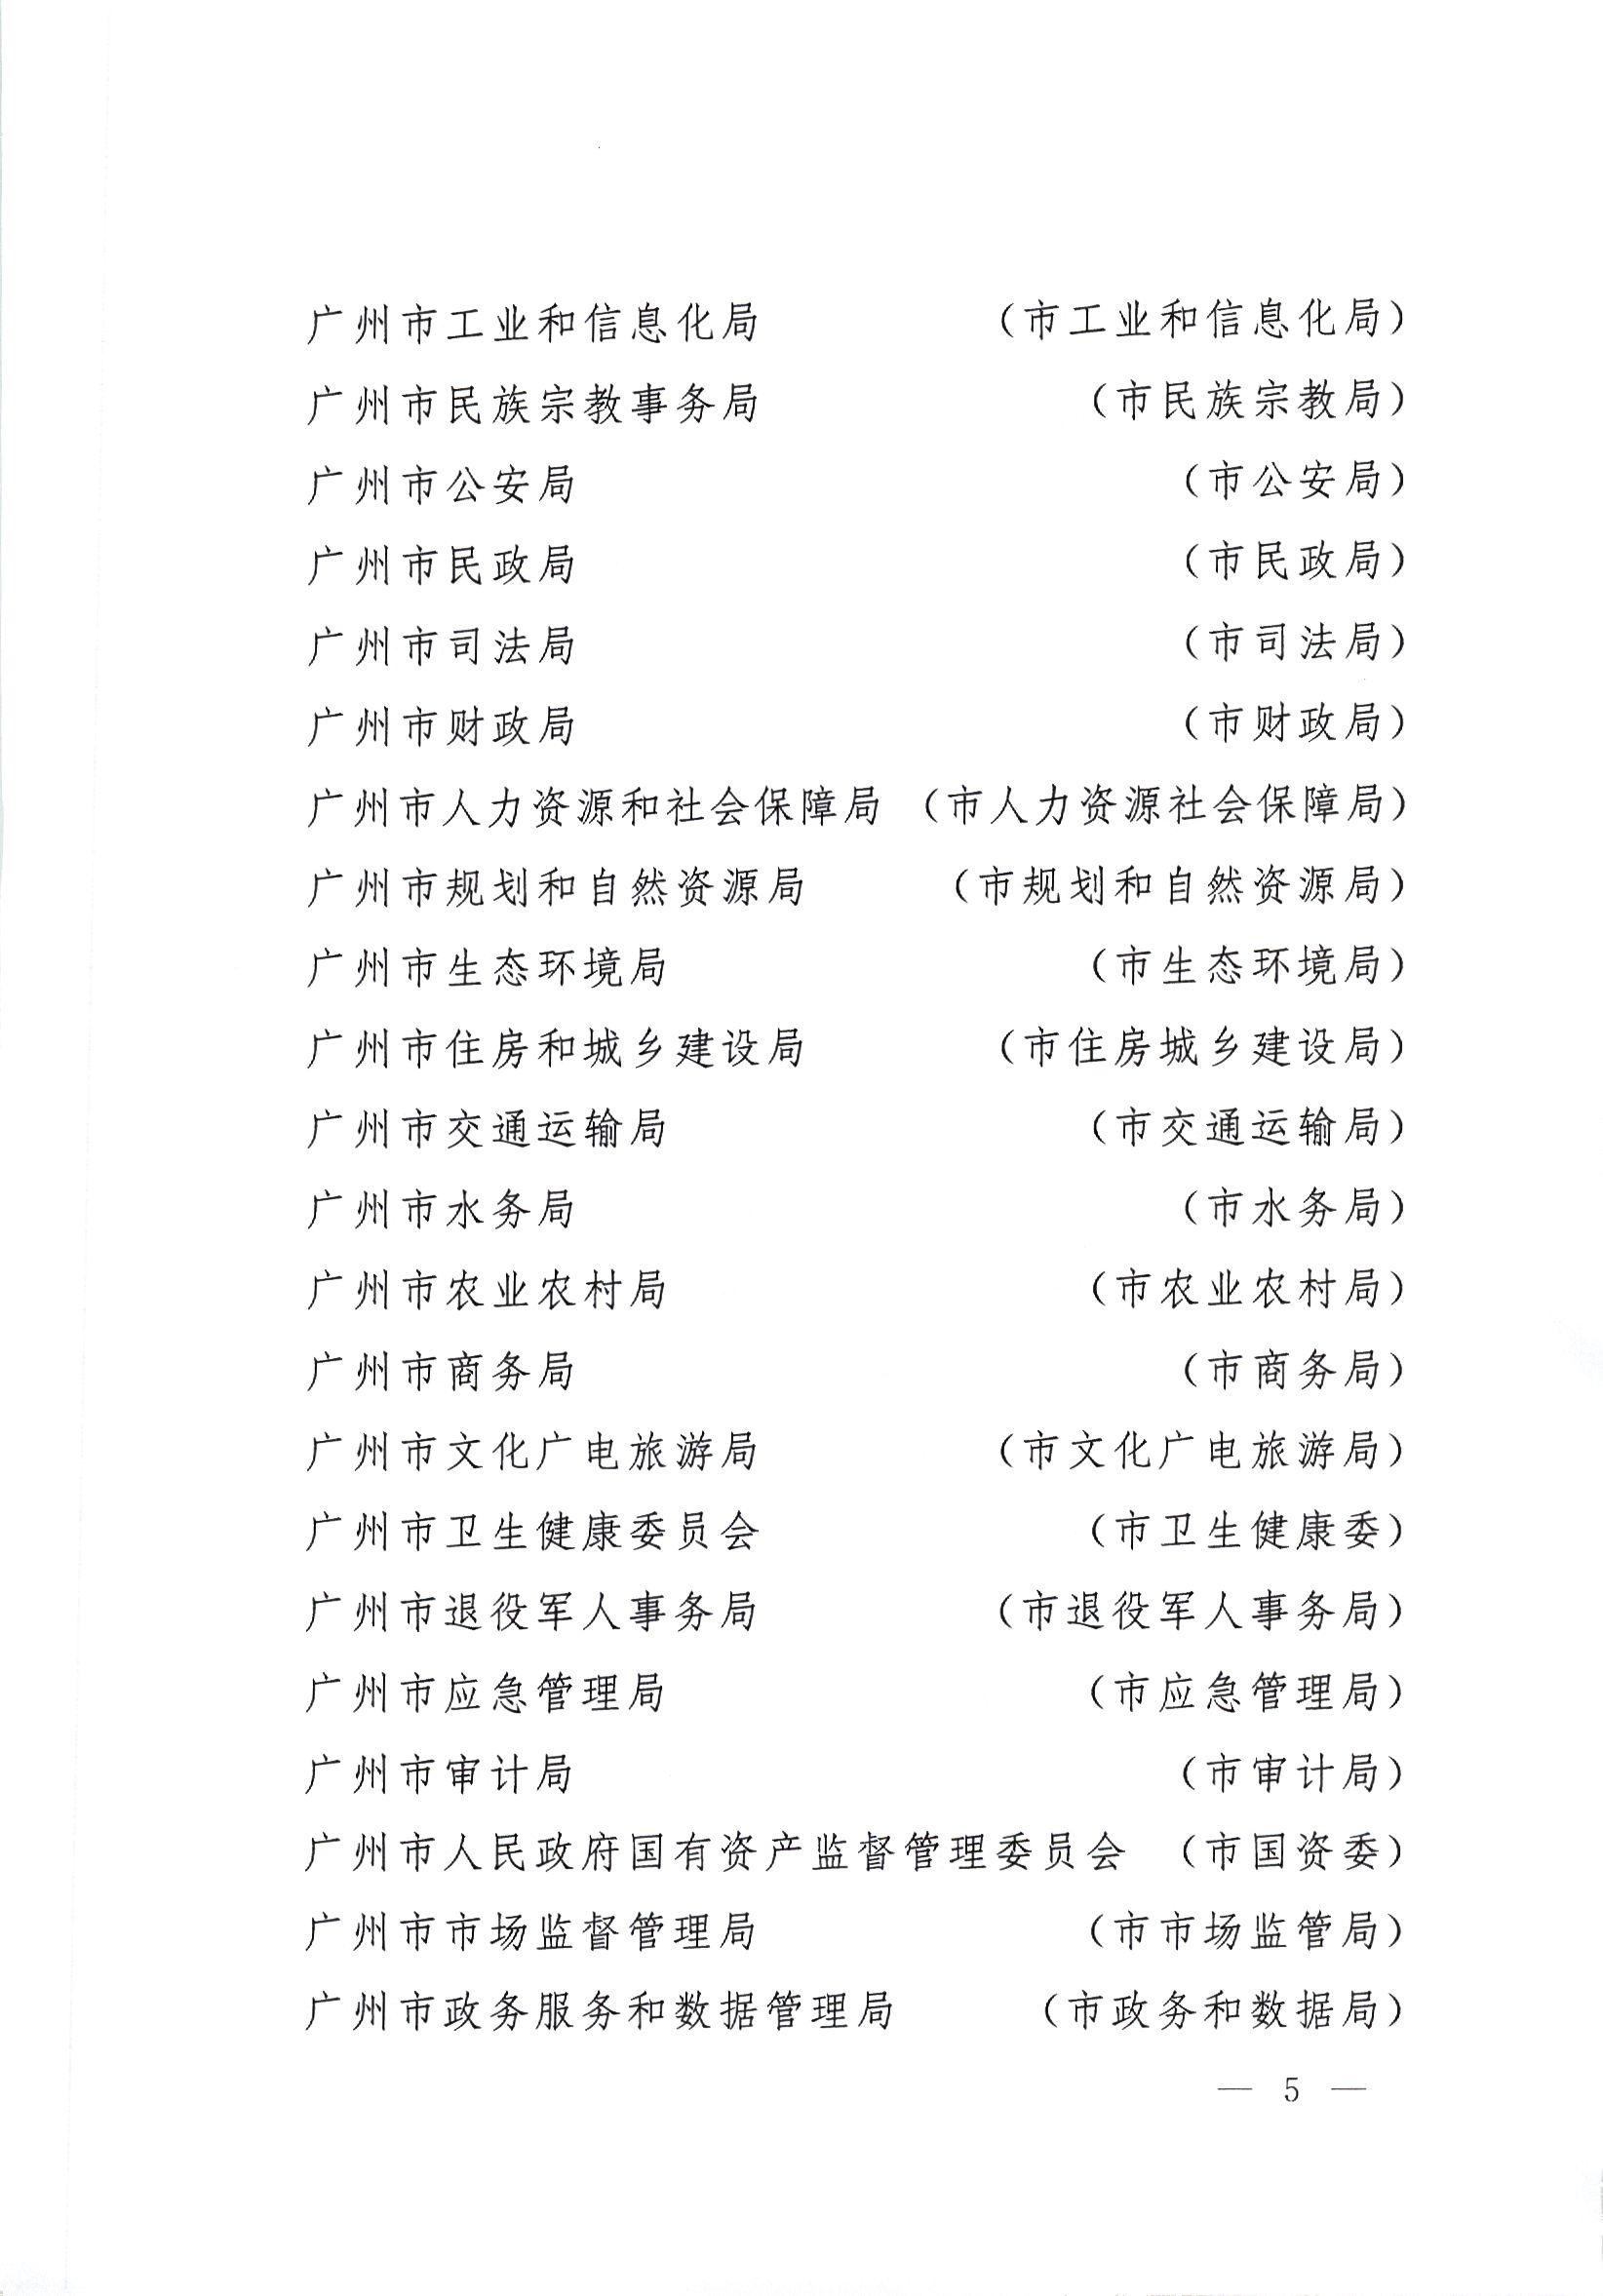 广州市工业和信息化局 （市工业和信息化局）
广州市民族宗教事务局 （市民族宗教局）
广州市公安局 （市公安局）
广州市民政局 （市民政局）
广州市司法局 （市司法局）
广州市财政局 （市财政局）
广州市人力资源和社会保障局 （市人力资源社会保障局）
广州市规划和自然资源局 （市规划和自然资源局）
广州市生态环境局 （市生态环境局）
广州市住房和城乡建设局 （市住房城乡建设局）
广州市交通运输局 （市交通运输局）
广州市水务局 （市水务局）
广州市农业农村局 （市农业农村局）
广州市商务局 （市商务局）
广州市文化广电旅游局 （市文化广电旅游局）
广州市卫生健康委员会 （市卫生健康委）
广州市退役军人事务局 （市退役军人事务局）
广州市应急管理局 （市应急管理局）
广州市审计局 （市审计局）
广州市人民政府国有资产监督管理委员会 （市国资委）
广州市市场监督管理局 （市市场监管局）
广州市政务服务和数据管理局 （市政务和数据局）
— 5 —